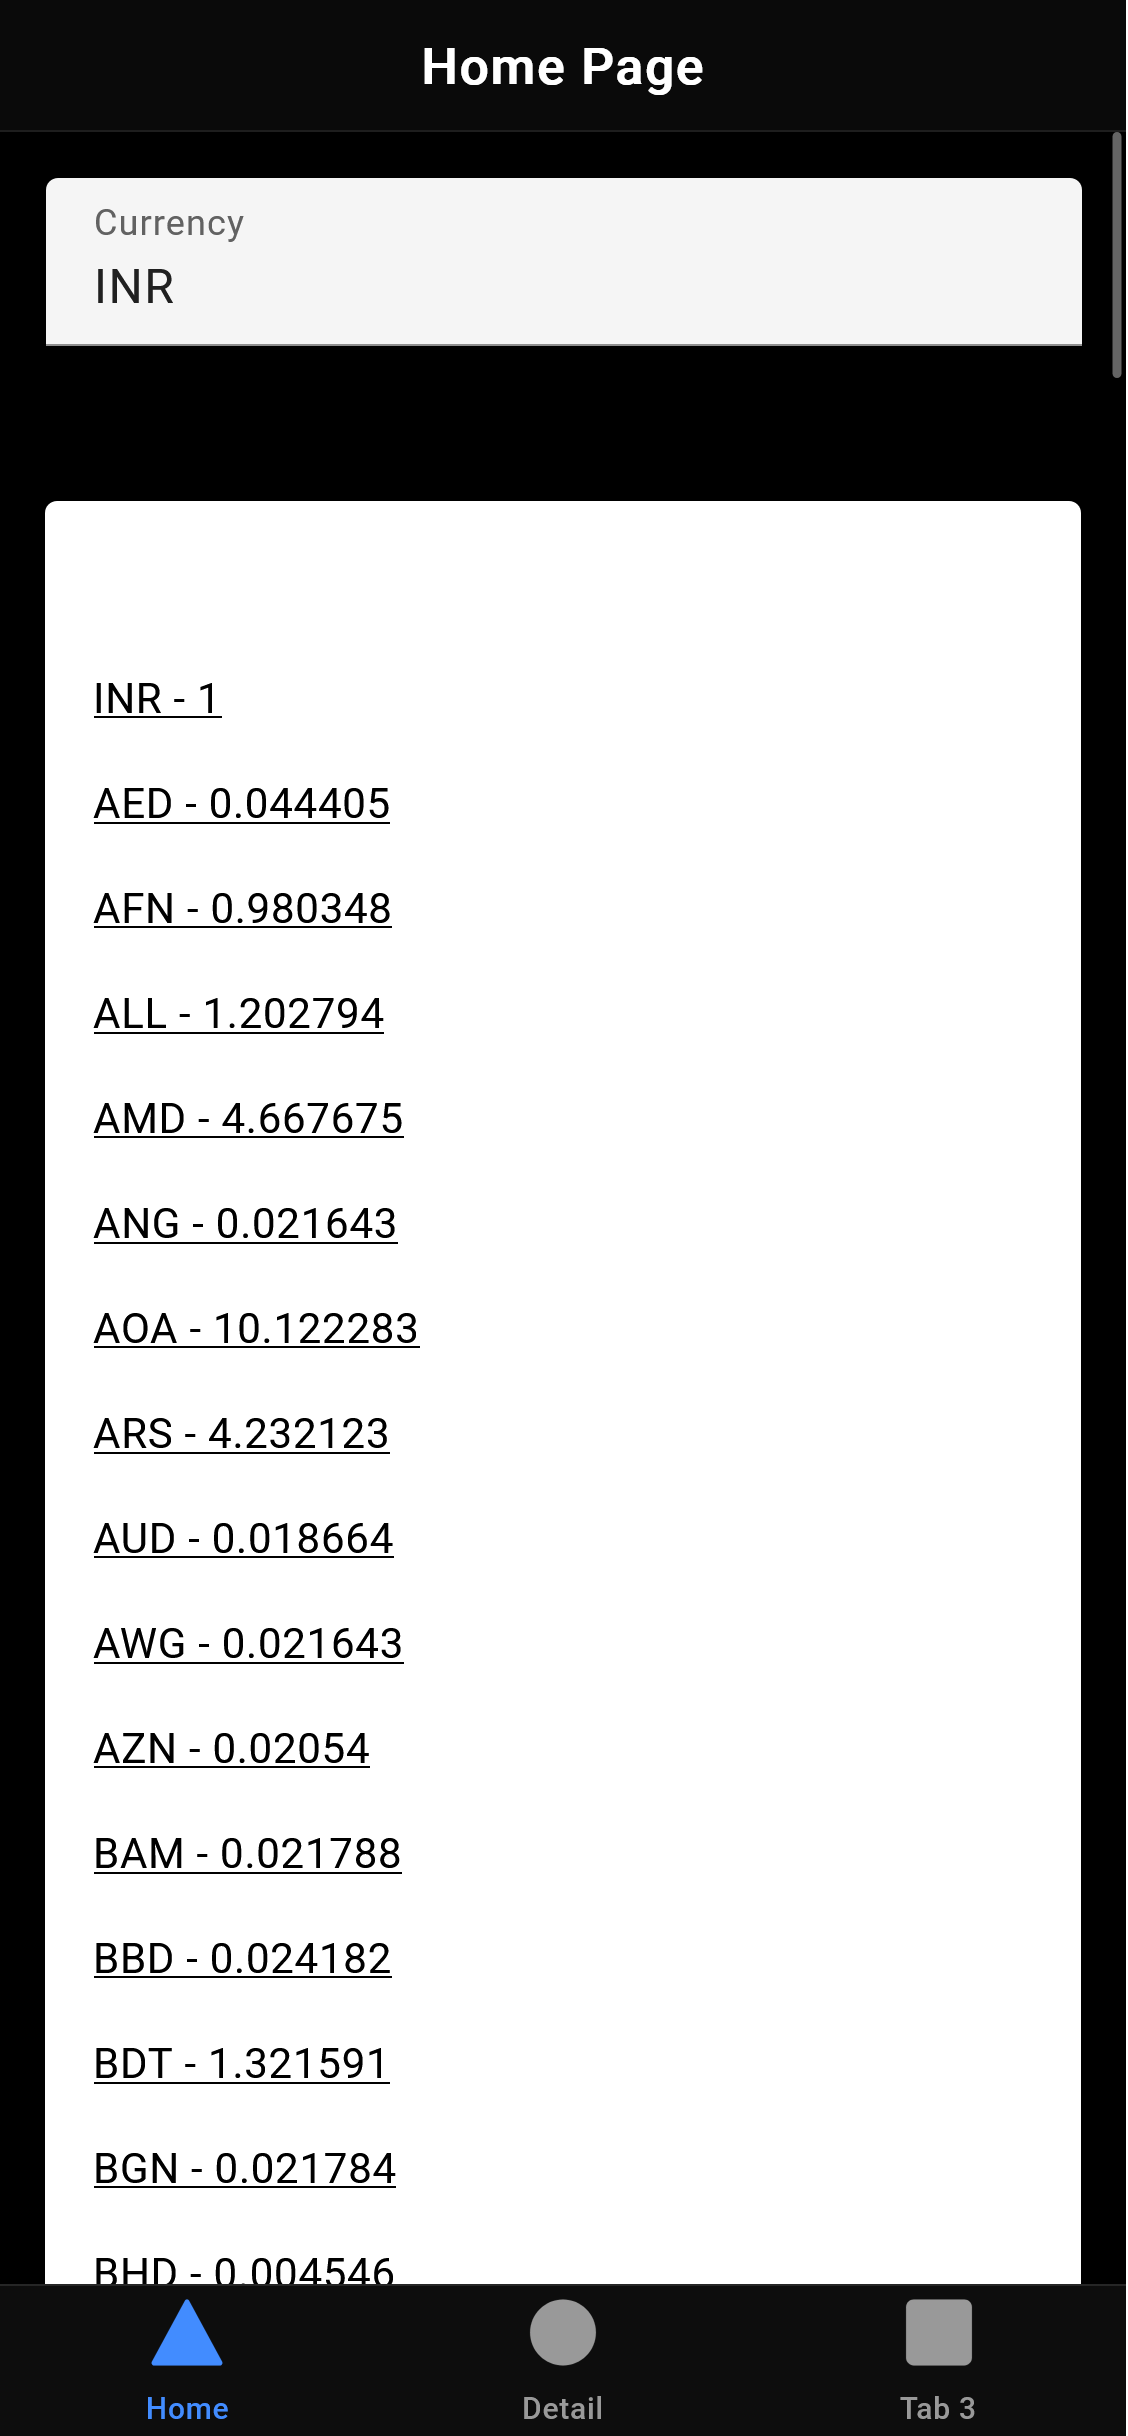 Home Page
Currency
INR
INR - 1
AED - 0.044405
AFN - 0.980348
ALL - 1.202794
AMD - 4.667675
ANG - 0.021643
AOA - 10.122283
ARS - 4.232123
AUD - 0.018664
AWG - 0.021643
AZN - 0.02054
BAM - 0.021788
BBD - 0.024182
BDT - 1.321591
BGN - 0.021784
BHD - 0.004546
Home Detail Tab 3